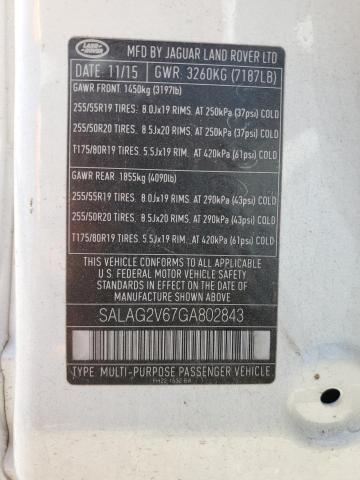 LAND ROVER
MFD BY JAGUAR LAND ROVER LTD
DATE: 11/15 GWR. 3260KG (7187LB)
GAWR FRONT 1450kg (3197lb)
255/55R19 TIRES: 8.0Jx19 RIMS. AT 250kPa (37psi) COLD
255/50R20 TIRES: 8.5Jx20 RIMS. AT 250kPa (37psi) COLD
T175/80R19 TIRES: 5.5Jx19 RIMS. AT 420kPa (61psi) COLD
GAWR REAR 1855kg (4090lb)
255/55R19 TIRES: 8.0Jx19 RIMS. AT 290kPa (43psi) COLD
255/50R20 TIRES: 8.5Jx20 RIMS. AT 290kPa (43psi) COLD
T175/80R19 TIRES: 5.5Jx19 RIMS. AT 420kPa (61psi) COLD
THIS VEHICLE CONFORMS TO ALL APPLICABLE
U.S. FEDERAL MOTOR VEHICLE SAFETY
STANDARDS IN EFFECT ON THE DATE OF
MANUFACTURE SHOWN ABOVE
SALAG2V67GA802843
TYPE: MULTI-PURPOSE PASSENGER VEHICLE